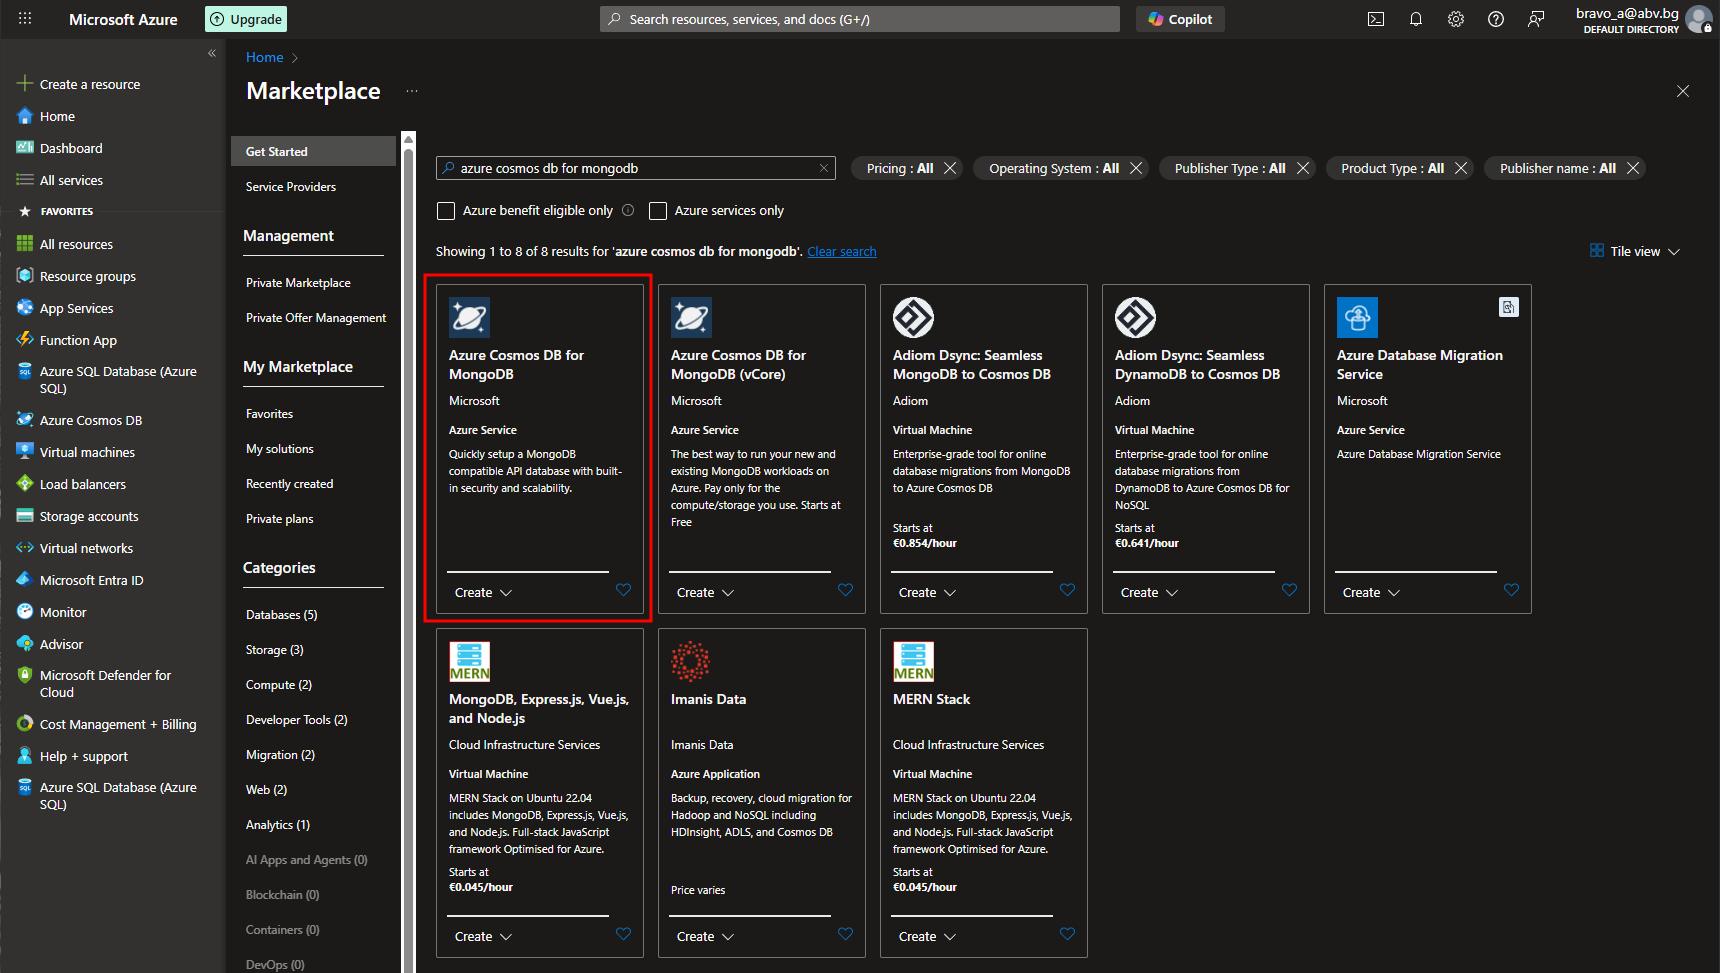 Microsoft Azure
Upgrade
Search resources, services, and docs (G+/)
Copilot
bravo_a@abv.bg
DEFAULT DIRECTORY
Create a resource
Home
Dashboard
All services
FAVORITES
All resources
Resource groups
App Services
Function App
Azure SQL Database (Azure
SQL)
Azure Cosmos DB
Virtual machines
Load balancers
Storage accounts
Virtual networks
Microsoft Entra ID
Monitor
Advisor
Microsoft Defender for
Cloud
Cost Management + Billing
Help + support
Azure SQL Database (Azure
SQL)
Home
Marketplace
Get Started
Service Providers
Management
Private Marketplace
Private Offer Management
My Marketplace
Favorites
My solutions
Recently created
Private plans
Categories
Databases (5)
Storage (3)
Compute (2)
Developer Tools (2)
Migration (2)
Web (2)
Analytics (1)
AI Apps and Agents (0)
Blockchain (0)
Containers (0)
DevOps (0)
azure cosmos db for mongodb
Pricing : All
Operating System : All
Publisher Type : All
Product Type : All
Publisher name : All
Azure benefit eligible only
Azure services only
Showing 1 to 8 of 8 results for 'azure cosmos db for mongodb'. Clear search
Tile view
Azure Cosmos DB for
MongoDB
Microsoft
Azure Service
Quickly setup a MongoDB
compatible API database with built-
in security and scalability.
Create
Azure Cosmos DB for
MongoDB (vCore)
Microsoft
Azure Service
The best way to run your new and
existing MongoDB workloads on
Azure. Pay only for the
compute/storage you use. Starts at
Free
Create
Adiom Dsync: Seamless
MongoDB to Cosmos DB
Adiom
Virtual Machine
Enterprise-grade tool for online
database migrations from MongoDB
to Azure Cosmos DB
Starts at
€0.854/hour
Create
Adiom Dsync: Seamless
DynamoDB to Cosmos DB
Adiom
Virtual Machine
Enterprise-grade tool for online
database migrations from
DynamoDB to Azure Cosmos DB for
NoSQL
Starts at
€0.641/hour
Create
Azure Database Migration
Service
Microsoft
Azure Service
Azure Database Migration Service
Create
MERN
MongoDB, Express.js, Vue.js,
and Node.js
Cloud Infrastructure Services
Virtual Machine
MERN Stack on Ubuntu 22.04
includes MongoDB, Express.js, Vue.js,
and Node.js. Full-stack JavaScript
framework Optimised for Azure.
Starts at
€0.045/hour
Create
Imanis Data
Imanis Data
Azure Application
Backup, recovery, cloud migration for
Hadoop and NoSQL including
HDInsight, ADLS, and Cosmos DB
Price varies
Create
MERN
MERN Stack
Cloud Infrastructure Services
Virtual Machine
MERN Stack on Ubuntu 22.04
includes MongoDB, Express.js, Vue.js,
and Node.js. Full-stack JavaScript
framework Optimised for Azure.
Starts at
€0.045/hour
Create